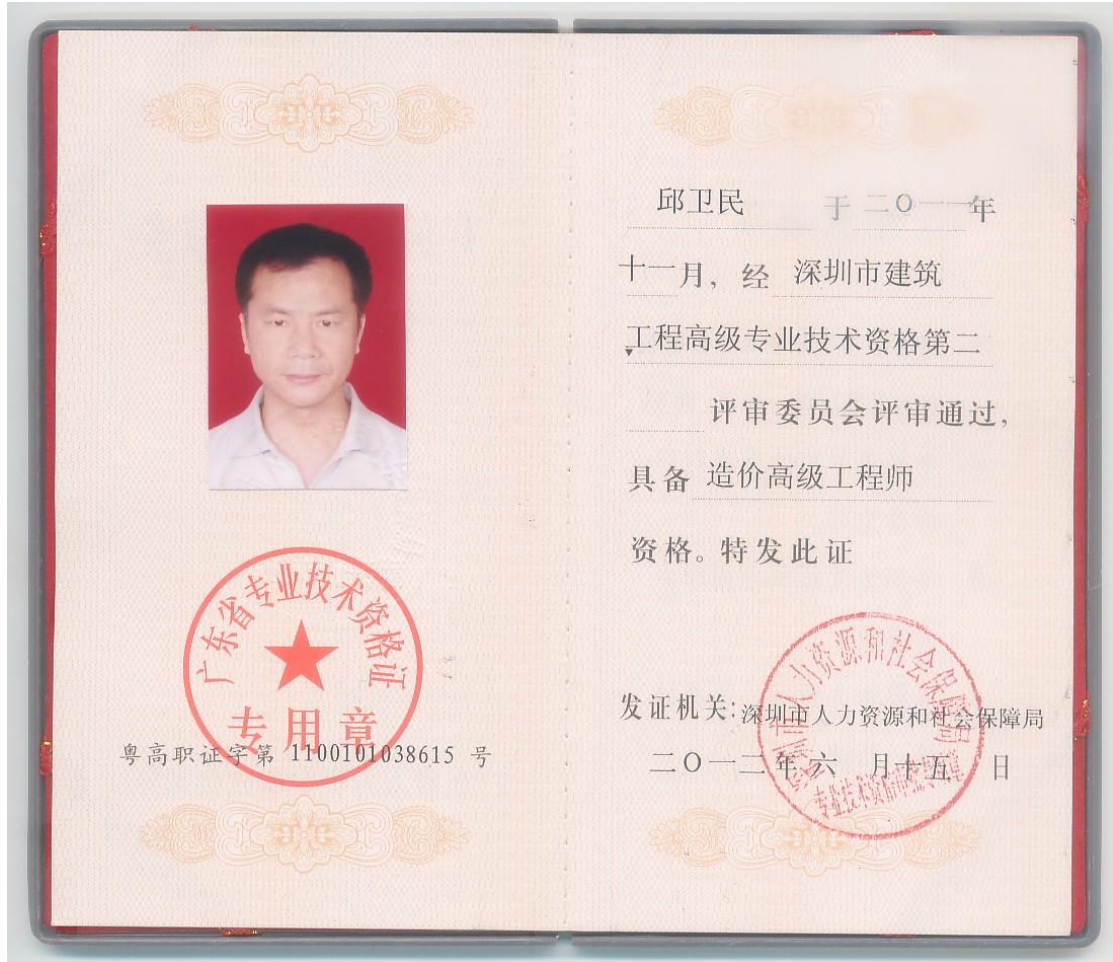 广东省专业技术资格证
专用章
粤高职证字第 1100101038615 号
邱卫民 于二〇一一年
十一月，经 深圳市建筑
工程高级专业技术资格第二
评审委员会评审通过，
具备 造价高级工程师
资格。特发此证
发证机关：深圳市人力资源和社会保障局
二〇一二年六 月十五 日
深圳市人力资源和社会保障局